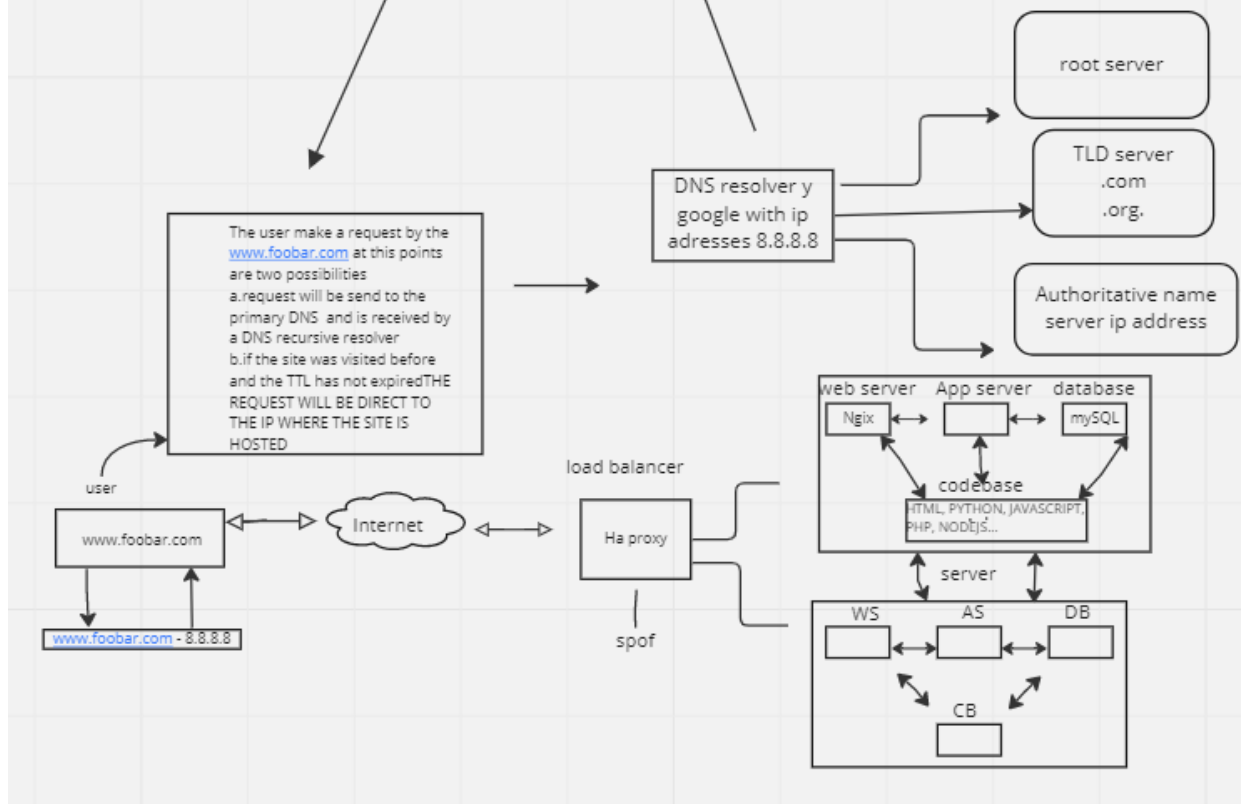 root server
TLD server
.com
.org.
DNS resolver y
google with ip
adresses 8.8.8.8
Authoritative name
server ip address
The user make a request by the
www.foobar.com at this points
are two possibilities
a.request will be send to the
primary DNS and is received by
a DNS recursive resolver
b.if the site was visited before
and the TTL has not expiredTHE
REQUEST WILL BE DIRECT TO
THE IP WHERE THE SITE IS
HOSTED
user
www.foobar.com
www.foobar.com - 8.8.8.8
Internet
load balancer
Ha proxy
spof
web server App server database
Ngix
mySQL
codebase
HTML, PYTHON, JAVASCRIPT,
PHP, NODEJS...
server
WS AS DB
CB